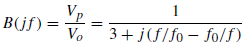 B(jf) = V_p / V_o = 1 / (3 + j(f/f_0 − f_0/f))